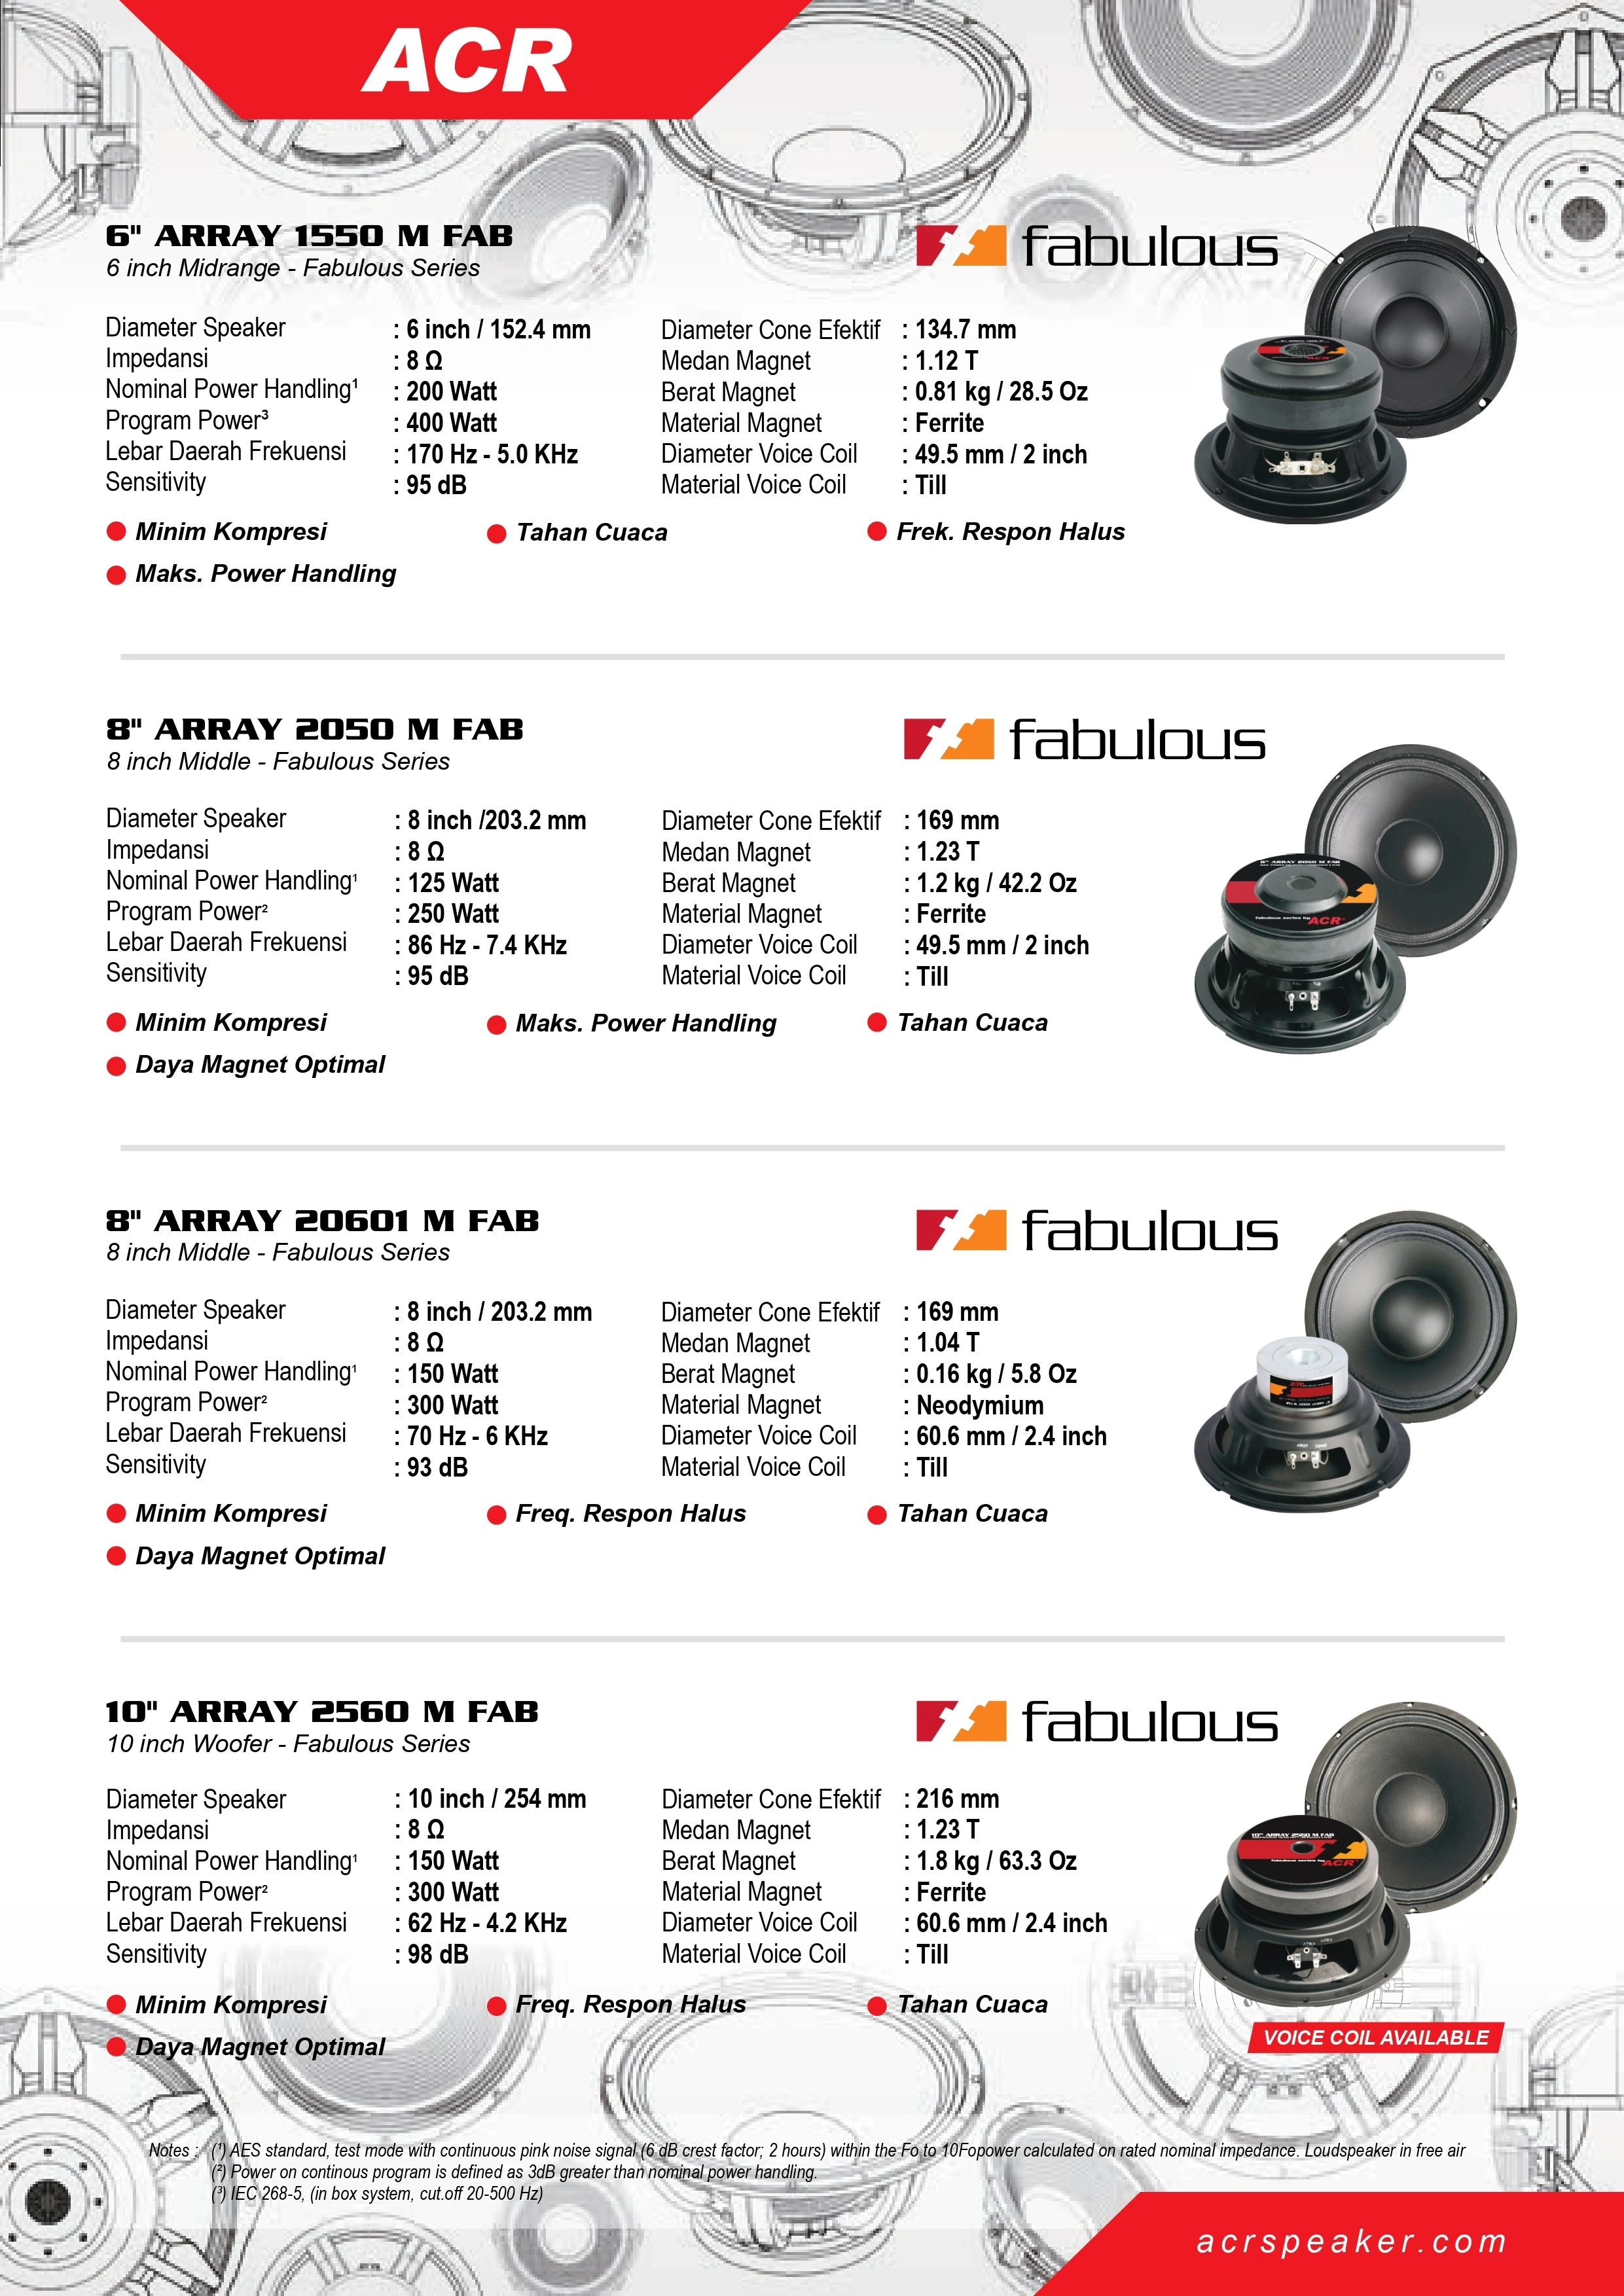 ACR
6" ARRAY 1550 M FAB
6 inch Midrange - Fabulous Series
fabulous
Diameter Speaker : 6 inch / 152.4 mm Diameter Cone Efektif : 134.7 mm
Impedansi : 8 Ω Medan Magnet : 1.12 T
Nominal Power Handling¹ : 200 Watt Berat Magnet : 0.81 kg / 28.5 Oz
Program Power³ : 400 Watt Material Magnet : Ferrite
Lebar Daerah Frekuensi : 170 Hz - 5.0 KHz Diameter Voice Coil : 49.5 mm / 2 inch
Sensitivity : 95 dB Material Voice Coil : Till
Minim Kompresi Tahan Cuaca Frek. Respon Halus
Maks. Power Handling
8" ARRAY 2050 M FAB
8 inch Middle - Fabulous Series
fabulous
Diameter Speaker : 8 inch /203.2 mm Diameter Cone Efektif : 169 mm
Impedansi : 8 Ω Medan Magnet : 1.23 T
Nominal Power Handling¹ : 125 Watt Berat Magnet : 1.2 kg / 42.2 Oz
Program Power² : 250 Watt Material Magnet : Ferrite
Lebar Daerah Frekuensi : 86 Hz - 7.4 KHz Diameter Voice Coil : 49.5 mm / 2 inch
Sensitivity : 95 dB Material Voice Coil : Till
8" ARRAY 2050 M FAB
fabulous series by ACR
Minim Kompresi Maks. Power Handling Tahan Cuaca
Daya Magnet Optimal
8" ARRAY 20601 M FAB
8 inch Middle - Fabulous Series
fabulous
Diameter Speaker : 8 inch / 203.2 mm Diameter Cone Efektif : 169 mm
Impedansi : 8 Ω Medan Magnet : 1.04 T
Nominal Power Handling¹ : 150 Watt Berat Magnet : 0.16 kg / 5.8 Oz
Program Power² : 300 Watt Material Magnet : Neodymium
Lebar Daerah Frekuensi : 70 Hz - 6 KHz Diameter Voice Coil : 60.6 mm / 2.4 inch
Sensitivity : 93 dB Material Voice Coil : Till
Minim Kompresi Freq. Respon Halus Tahan Cuaca
Daya Magnet Optimal
10" ARRAY 2560 M FAB
10 inch Woofer - Fabulous Series
fabulous
Diameter Speaker : 10 inch / 254 mm Diameter Cone Efektif : 216 mm
Impedansi : 8 Ω Medan Magnet : 1.23 T
Nominal Power Handling¹ : 150 Watt Berat Magnet : 1.8 kg / 63.3 Oz
Program Power² : 300 Watt Material Magnet : Ferrite
Lebar Daerah Frekuensi : 62 Hz - 4.2 KHz Diameter Voice Coil : 60.6 mm / 2.4 inch
Sensitivity : 98 dB Material Voice Coil : Till
10" ARRAY 2560 M FAB
fabulous series by ACR
Minim Kompresi Freq. Respon Halus Tahan Cuaca
Daya Magnet Optimal
VOICE COIL AVAILABLE
Notes : (¹) AES standard, test mode with continuous pink noise signal (6 dB crest factor; 2 hours) within the Fo to 10Fopower calculated on rated nominal impedance. Loudspeaker in free air
(²) Power on continous program is defined as 3dB greater than nominal power handling.
(³) IEC 268-5, (in box system, cut.off 20-500 Hz)
acrspeaker.com